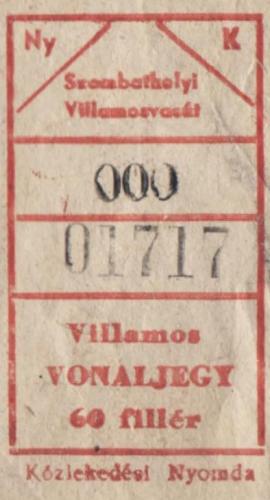 Ny K
Szombathelyi
Villamosvasút
000
01717
Villamos
VONALJEGY
60 fillér
Közlekedési Nyomda